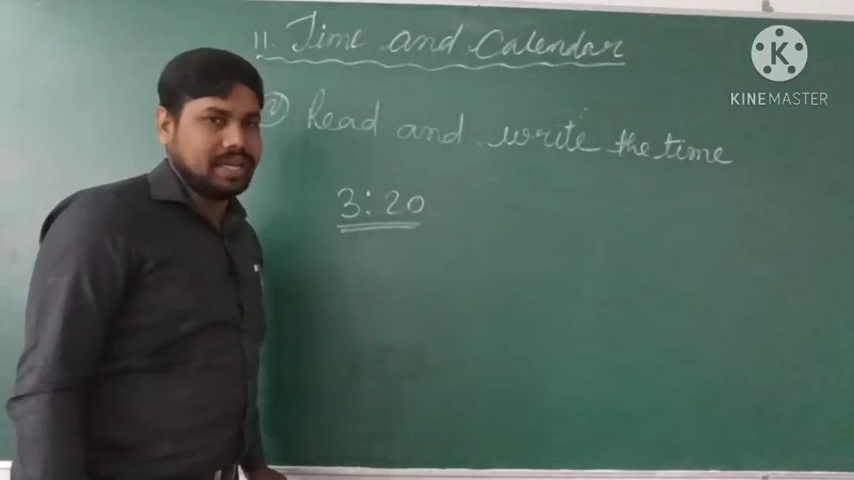 11. Time and Calendar
Read and write the time
3:20
K
KINEMASTER